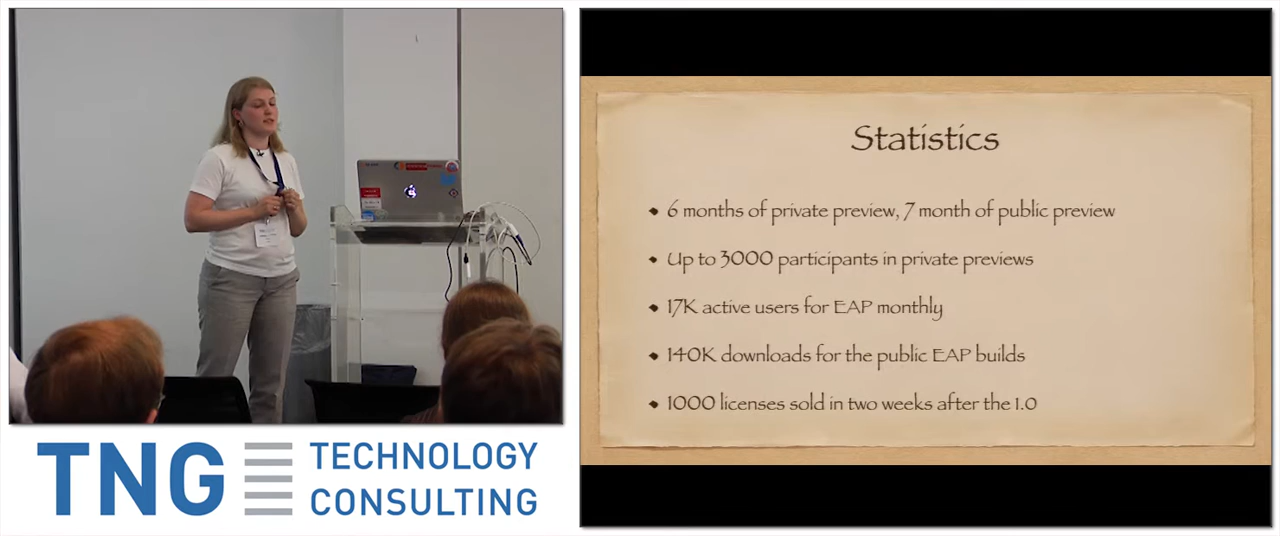 TNG TECHNOLOGY
CONSULTING
Statistics
6 months of private preview, 7 month of public preview
Up to 3000 participants in private previews
17K active users for EAP monthly
140K downloads for the public EAP builds
1000 licenses sold in two weeks after the 1.0